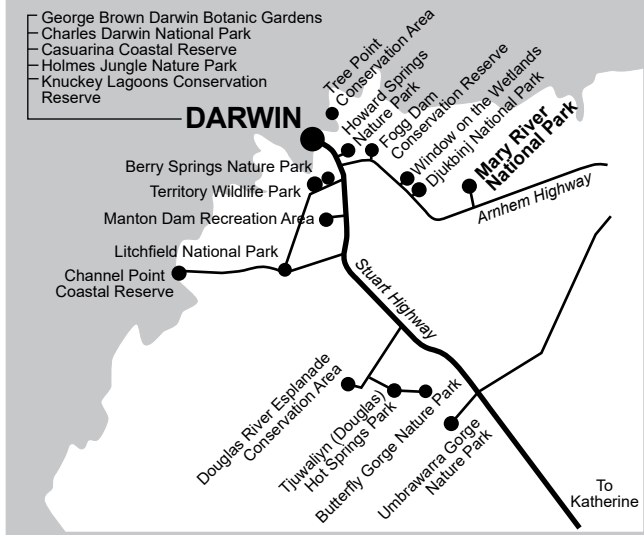 George Brown Darwin Botanic Gardens
Charles Darwin National Park
Casuarina Coastal Reserve
Holmes Jungle Nature Park
Knuckey Lagoons Conservation
Reserve
DARWIN
Tree Point
Conservation Area
Howard Springs
Nature Park
Fogg Dam
Conservation Reserve
Window on the Wetlands
Djukbinj National Park
Mary River
National Park
Arnhem Highway
Berry Springs Nature Park
Territory Wildlife Park
Manton Dam Recreation Area
Litchfield National Park
Channel Point
Coastal Reserve
Stuart Highway
Douglas River Esplanade
Conservation Area
Tjuwaliyn (Douglas)
Hot Springs Park
Butterfly Gorge Nature Park
Umbrawarra Gorge
Nature Park
To
Katherine